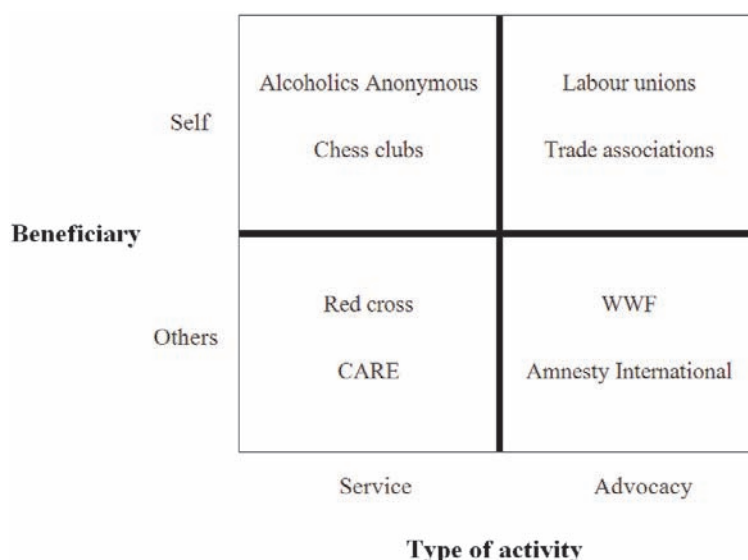 Alcoholics Anonymous
Labour unions
Self
Chess clubs
Trade associations
Beneficiary
Red cross
WWF
Others
CARE
Amnesty International
Service
Advocacy
Type of activity